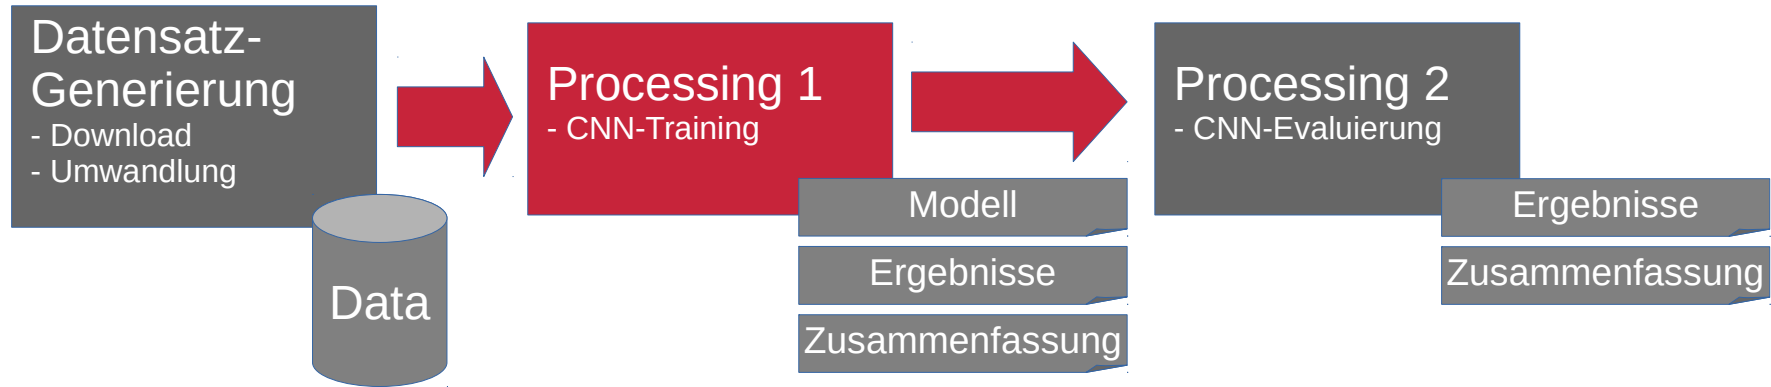 Datensatz-
Generierung
- Download
- Umwandlung
Data
Processing 1
- CNN-Training
Modell
Ergebnisse
Zusammenfassung
Processing 2
- CNN-Evaluierung
Ergebnisse
Zusammenfassung